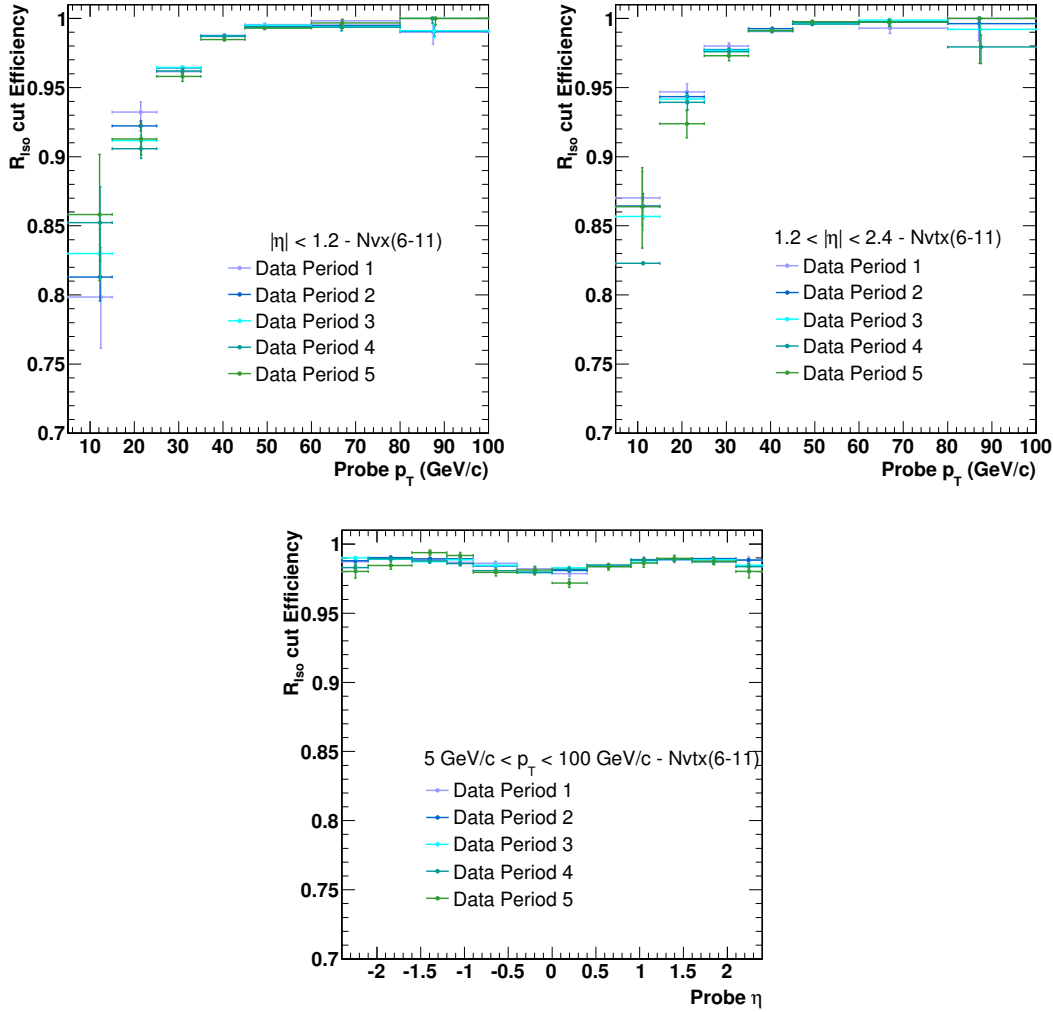 R_Iso cut Efficiency
1
0.95
0.9
0.85
0.8
0.75
0.7
|η| < 1.2 - Nvx(6-11)
Data Period 1
Data Period 2
Data Period 3
Data Period 4
Data Period 5
10 20 30 40 50 60 70 80 90 100
Probe p_T (GeV/c)
R_Iso cut Efficiency
1
0.95
0.9
0.85
0.8
0.75
0.7
1.2 < |η| < 2.4 - Nvtx(6-11)
Data Period 1
Data Period 2
Data Period 3
Data Period 4
Data Period 5
10 20 30 40 50 60 70 80 90 100
Probe p_T (GeV/c)
R_Iso cut Efficiency
1
0.95
0.9
0.85
0.8
0.75
0.7
5 GeV/c < p_T < 100 GeV/c - Nvtx(6-11)
Data Period 1
Data Period 2
Data Period 3
Data Period 4
Data Period 5
-2 -1.5 -1 -0.5 0 0.5 1 1.5 2
Probe η